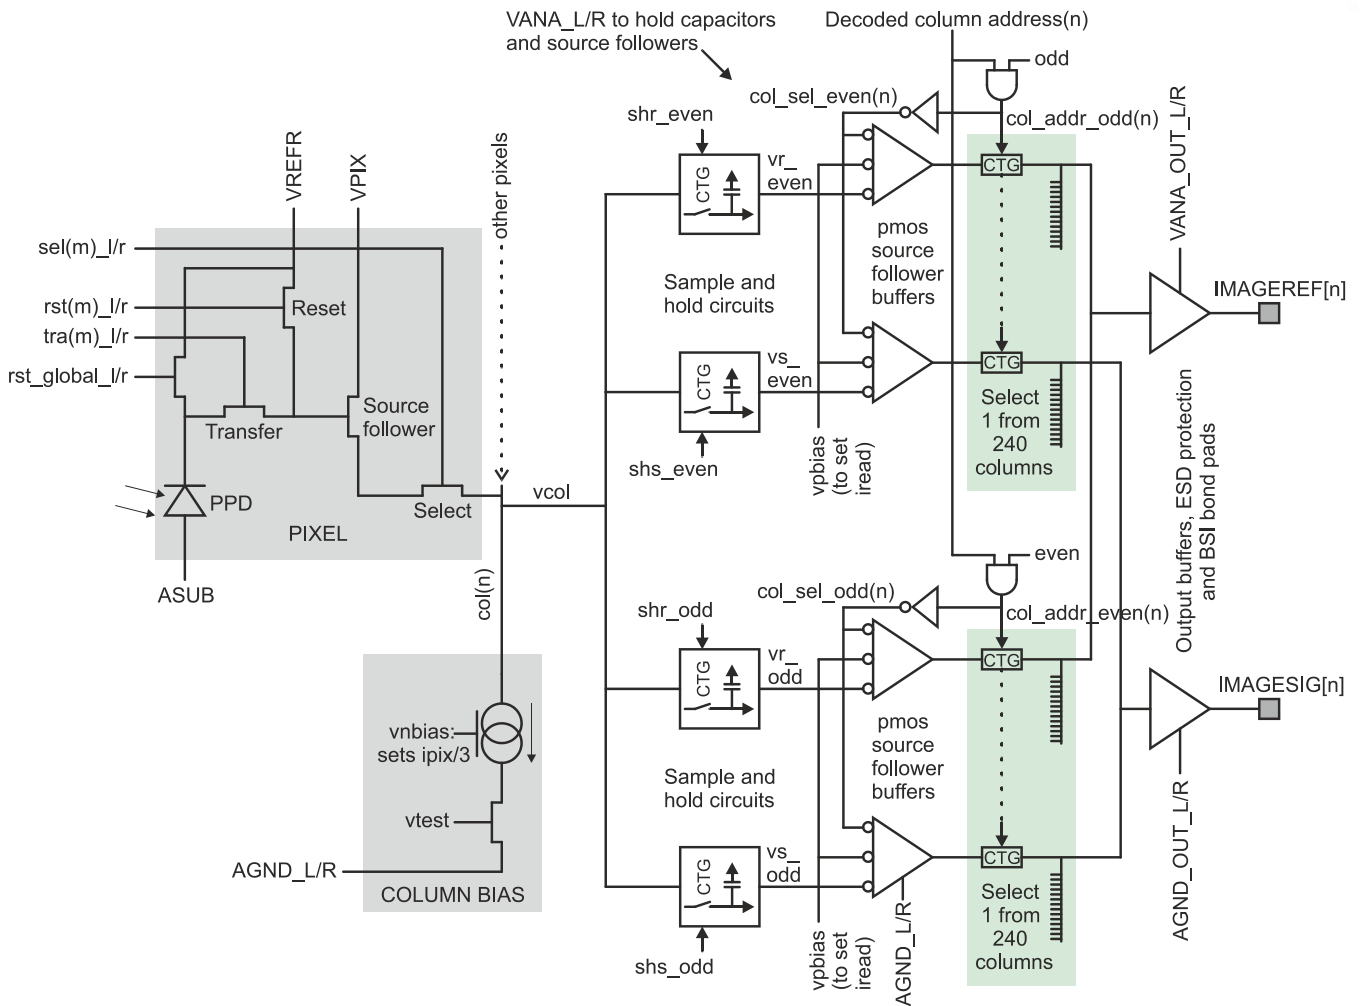 VANA_L/R to hold capacitors
and source followers
Decoded column address(n)
odd
col_sel_even(n)
col_addr_odd(n)
VANA_OUT_L/R
shr_even
CTG
vr_
even
CTG
VREFR
VPIX
other pixels
sel(m)_l/r
rst(m)_l/r
Reset
tra(m)_l/r
rst_global_l/r
Transfer
Source
follower
Select
PPD
PIXEL
ASUB
pmos
source
follower
buffers
Sample and
hold circuits
IMAGEREF[n]
CTG
vs_
even
CTG
shs_even
vpbias
(to set
iread)
Select
1 from
240
columns
Output buffers, ESD protection
and BSI bond pads
vcol
col(n)
even
col_sel_odd(n)
col_addr_even(n)
shr_odd
CTG
vr_
odd
CTG
IMAGESIG[n]
vnbias:
sets ipix/3
vtest
AGND_L/R
COLUMN BIAS
pmos
source
follower
buffers
Sample and
hold circuits
AGND_OUT_L/R
CTG
vs_
odd
CTG
shs_odd
vpbias
(to set
iread)
AGND_L/R
Select
1 from
240
columns